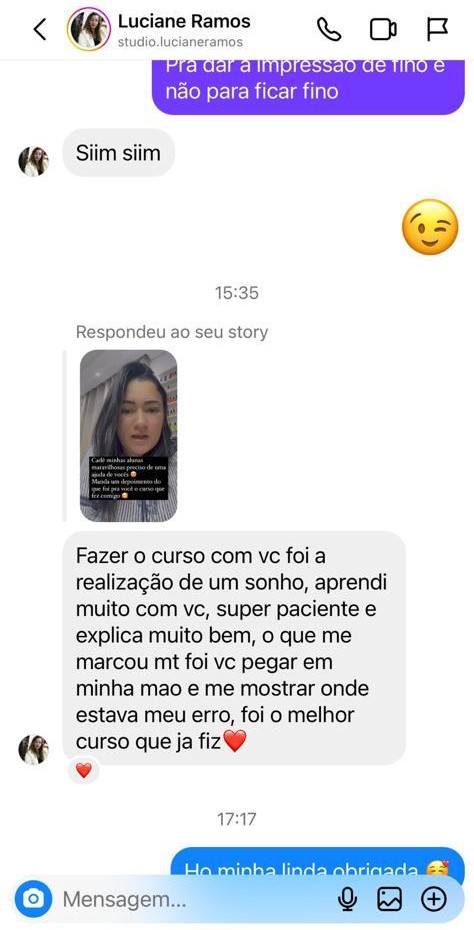 Luciane Ramos
studio.lucianeramos
Pra dar a impressão de fino e
não para ficar fino
Siim siim
15:35
Respondeu ao seu story
Cadê minhas alunas
maravilhosas preciso de uma
ajuda de vocês
Manda um depoimento do
que foi pra você o curso que
fez comigo
Fazer o curso com vc foi a
realização de um sonho, aprendi
muito com vc, super paciente e
explica muito bem, o que me
marcou mt foi vc pegar em
minha mao e me mostrar onde
estava meu erro, foi o melhor
curso que ja fiz❤️
❤️
17:17
Ho minha linda obrigada 🥰
Mensagem...